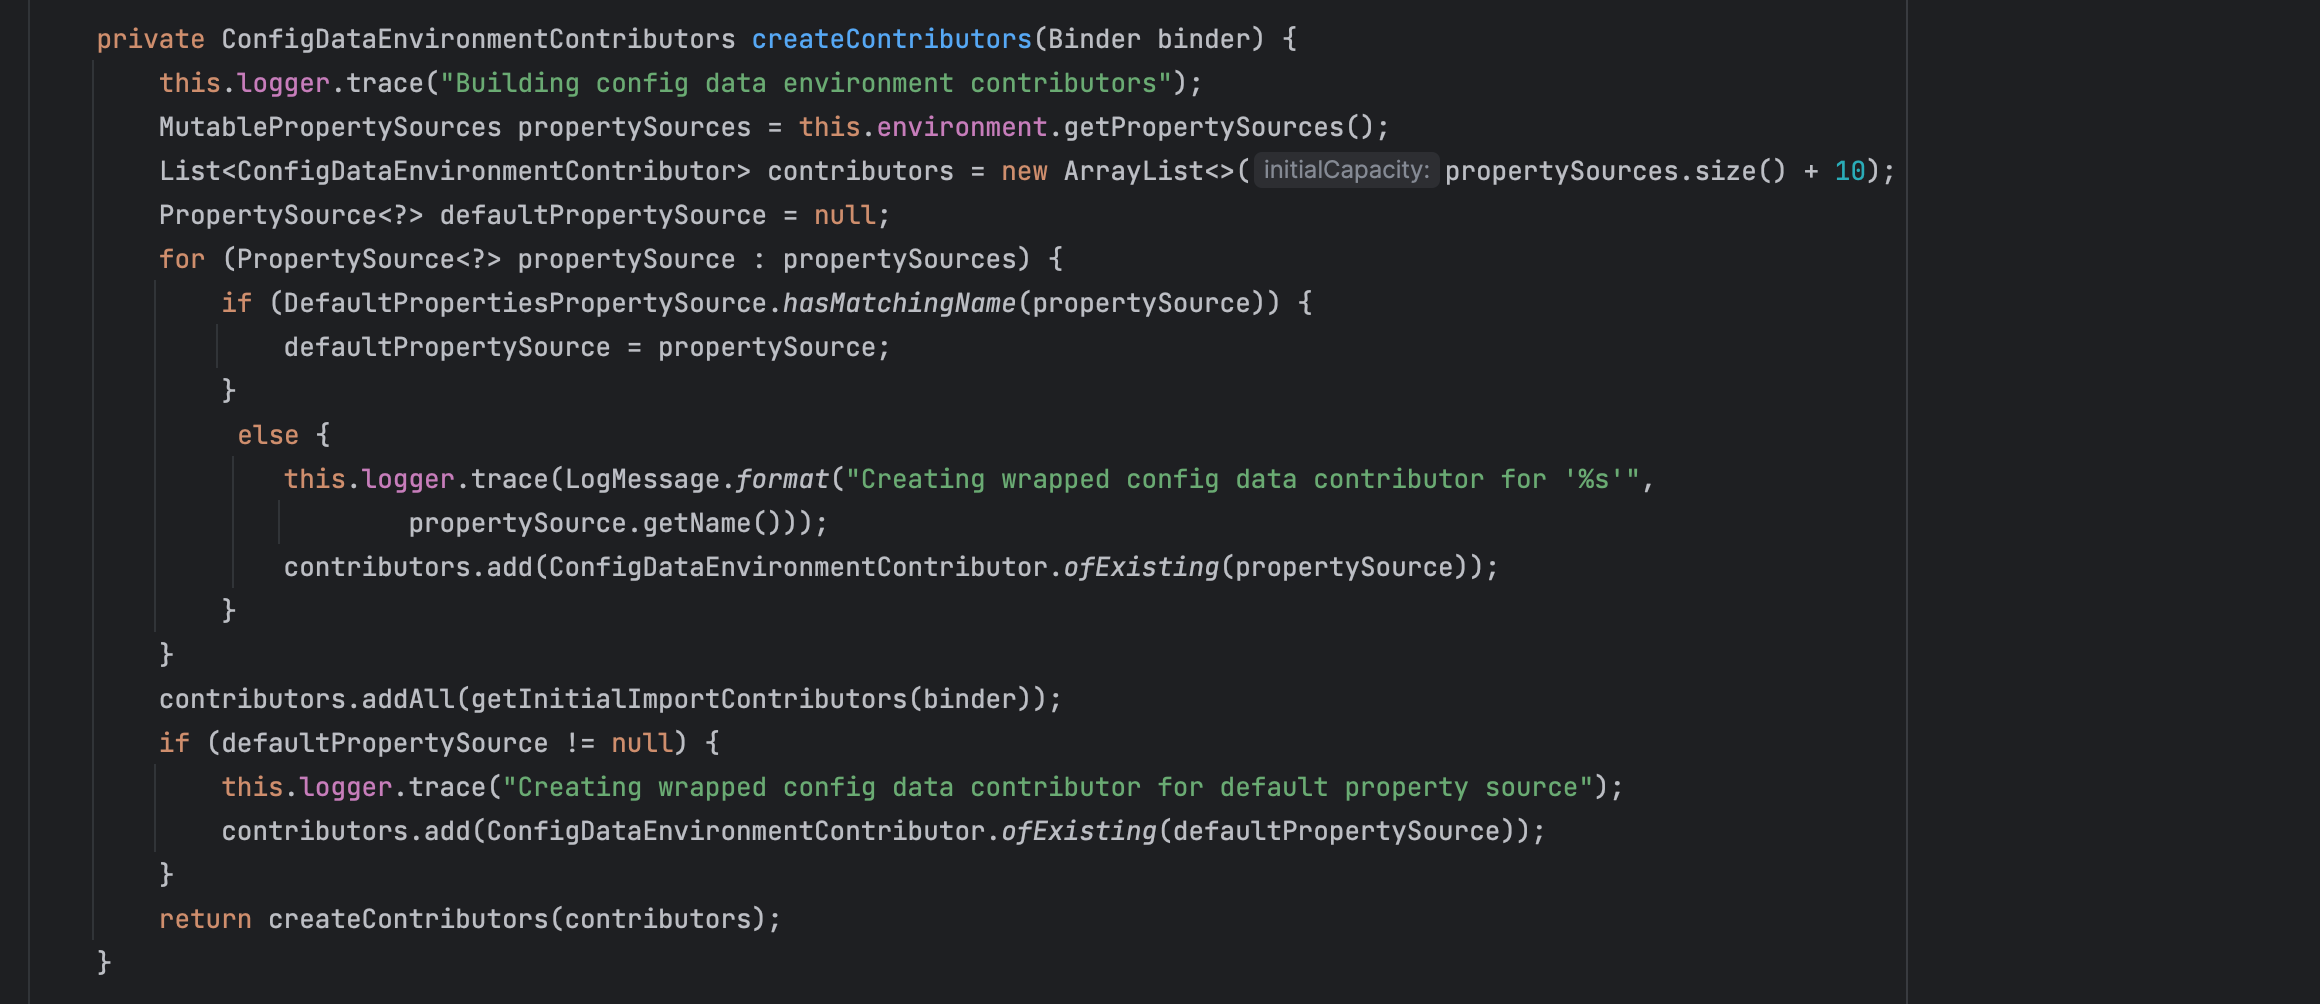 private ConfigDataEnvironmentContributors createContributors(Binder binder) {
    this.logger.trace("Building config data environment contributors");
    MutablePropertySources propertySources = this.environment.getPropertySources();
    List<ConfigDataEnvironmentContributor> contributors = new ArrayList<>( initialCapacity: propertySources.size() + 10);
    PropertySource<?> defaultPropertySource = null;
    for (PropertySource<?> propertySource : propertySources) {
        if (DefaultPropertiesPropertySource.hasMatchingName(propertySource)) {
            defaultPropertySource = propertySource;
        }
         else {
            this.logger.trace(LogMessage.format("Creating wrapped config data contributor for '%s'",
                    propertySource.getName()));
            contributors.add(ConfigDataEnvironmentContributor.ofExisting(propertySource));
        }
    }
    contributors.addAll(getInitialImportContributors(binder));
    if (defaultPropertySource != null) {
        this.logger.trace("Creating wrapped config data contributor for default property source");
        contributors.add(ConfigDataEnvironmentContributor.ofExisting(defaultPropertySource));
    }
    return createContributors(contributors);
}